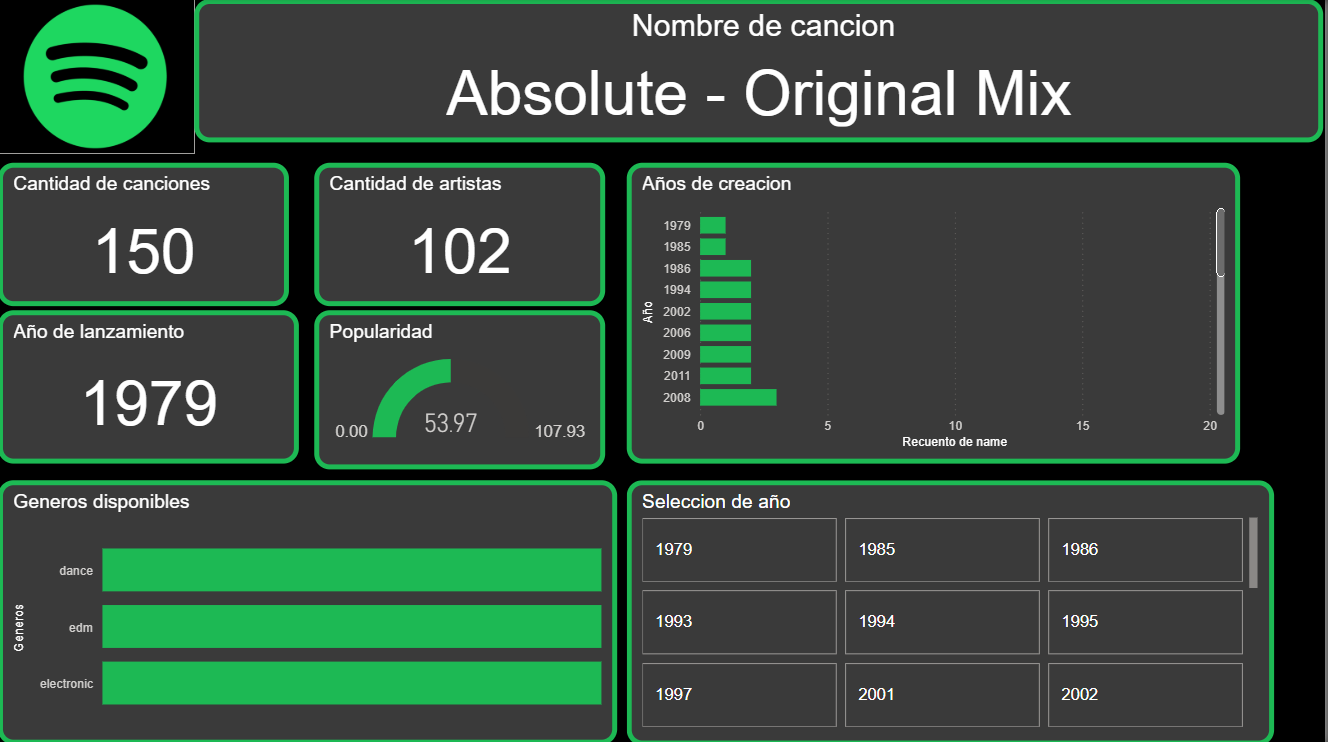 Nombre de cancion
Absolute - Original Mix
Cantidad de canciones
150
Cantidad de artistas
102
Año de lanzamiento
1979
Popularidad
0.00
53.97
107.93
Años de creacion
Año
1979
1985
1986
1994
2002
2006
2009
2011
2008
0 5 10 15 20
Recuento de name
Generos disponibles
Generos
dance
edm
electronic
Seleccion de año
1979 1985 1986
1993 1994 1995
1997 2001 2002